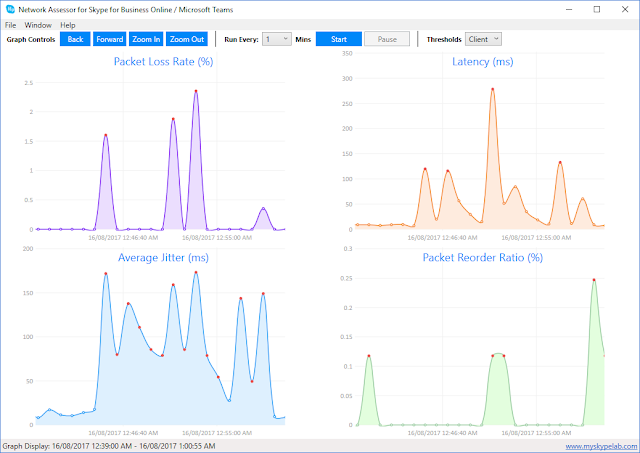 Network Assessor for Skype for Business Online / Microsoft Teams
File Window Help
Graph Controls Back Forward Zoom In Zoom Out Run Every: 1 Mins Start Pause Thresholds Client
Packet Loss Rate (%)
2.5
2
1.5
1
0.5
0
16/08/2017 12:46:40 AM 16/08/2017 12:55:00 AM
Latency (ms)
350
300
250
200
150
100
50
0
16/08/2017 12:46:40 AM 16/08/2017 12:55:00 AM
Average Jitter (ms)
200
150
100
50
0
16/08/2017 12:46:40 AM 16/08/2017 12:55:00 AM
Packet Reorder Ratio (%)
0.3
0.25
0.2
0.15
0.1
0.05
0
16/08/2017 12:46:40 AM 16/08/2017 12:55:00 AM
Graph Display: 16/08/2017 12:39:00 AM - 16/08/2017 1:00:55 AM www.myskypelab.com